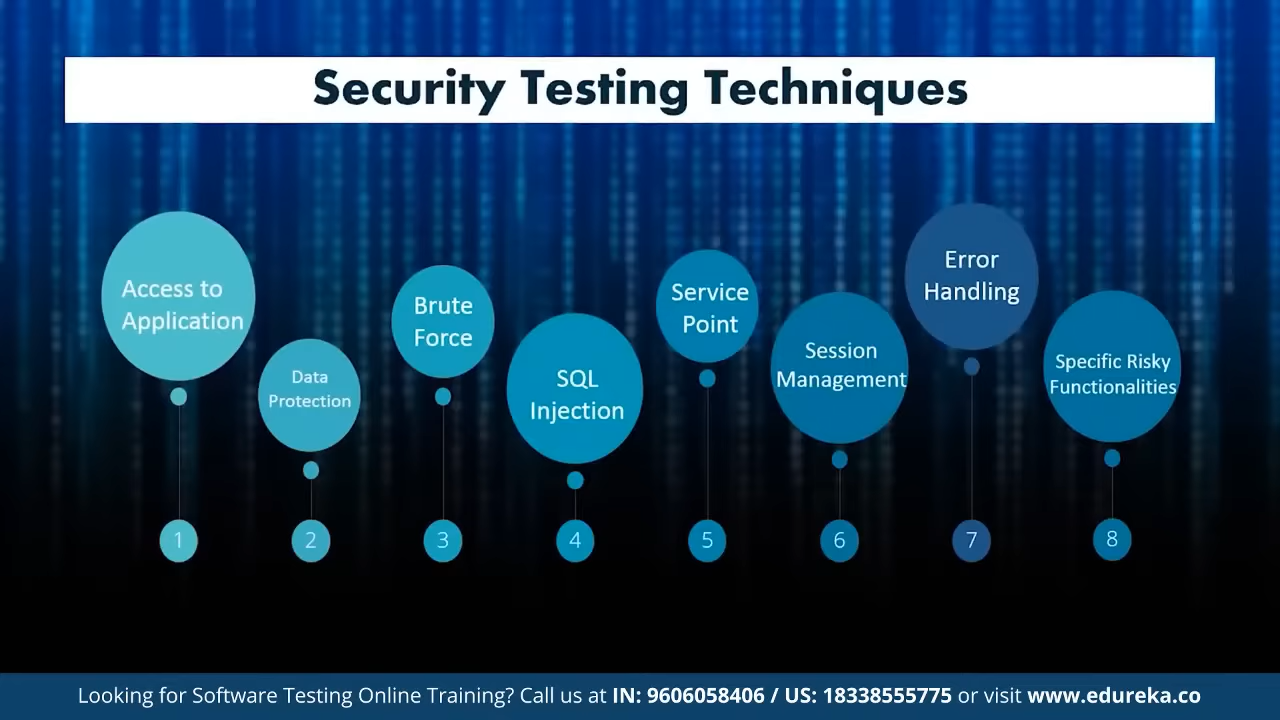 Security Testing Techniques
Access to
Application
Data
Protection
Brute
Force
SQL
Injection
Service
Point
Session
Management
Error
Handling
Specific Risky
Functionalities
1
2
3
4
5
6
7
8
Looking for Software Testing Online Training? Call us at IN: 9606058406 / US: 18338555775 or visit www.edureka.co